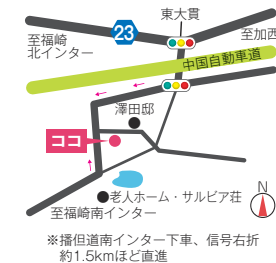 東大貫
23
至福崎
北インター
至加西
中国自動車道
澤田邸
ココ
●老人ホーム・サルビア荘
至福崎南インター
N
※播但道南インター下車、信号右折
約1.5kmほど直進